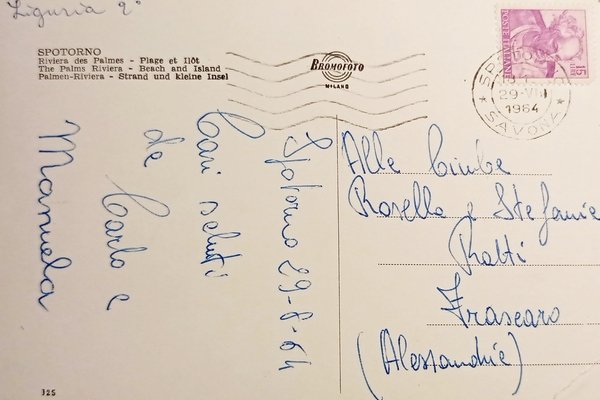 Liguria 2°
SPOTORNO
Riviera des Palmes - Plage et Ilôt
The Palms Riviera - Beach and Island
Palmen-Riviera - Strand und kleine Insel
BROMOFOTO
MILANO
POSTE ITALIANE
L. 15
SPOTORNO
29-VIII
1964
* SAVONA *
Spotorno 29-8-64
Cari saluti
da Carlo e
Manuela
Alle Bimbe
Rosella e Stefania
Ratti
Frascaro
(Alessandria)
325